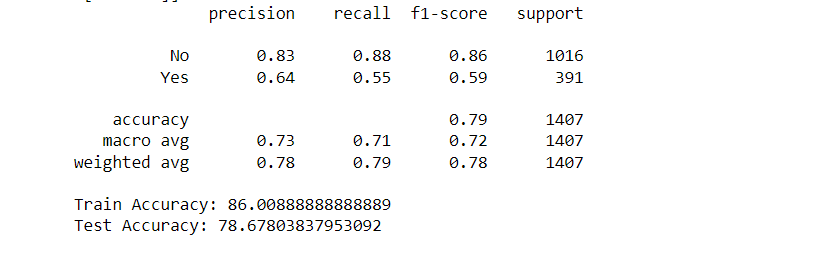 precision recall f1-score support
No 0.83 0.88 0.86 1016
Yes 0.64 0.55 0.59 391
accuracy 0.79 1407
macro avg 0.73 0.71 0.72 1407
weighted avg 0.78 0.79 0.78 1407
Train Accuracy: 86.00888888888889
Test Accuracy: 78.67803837953092